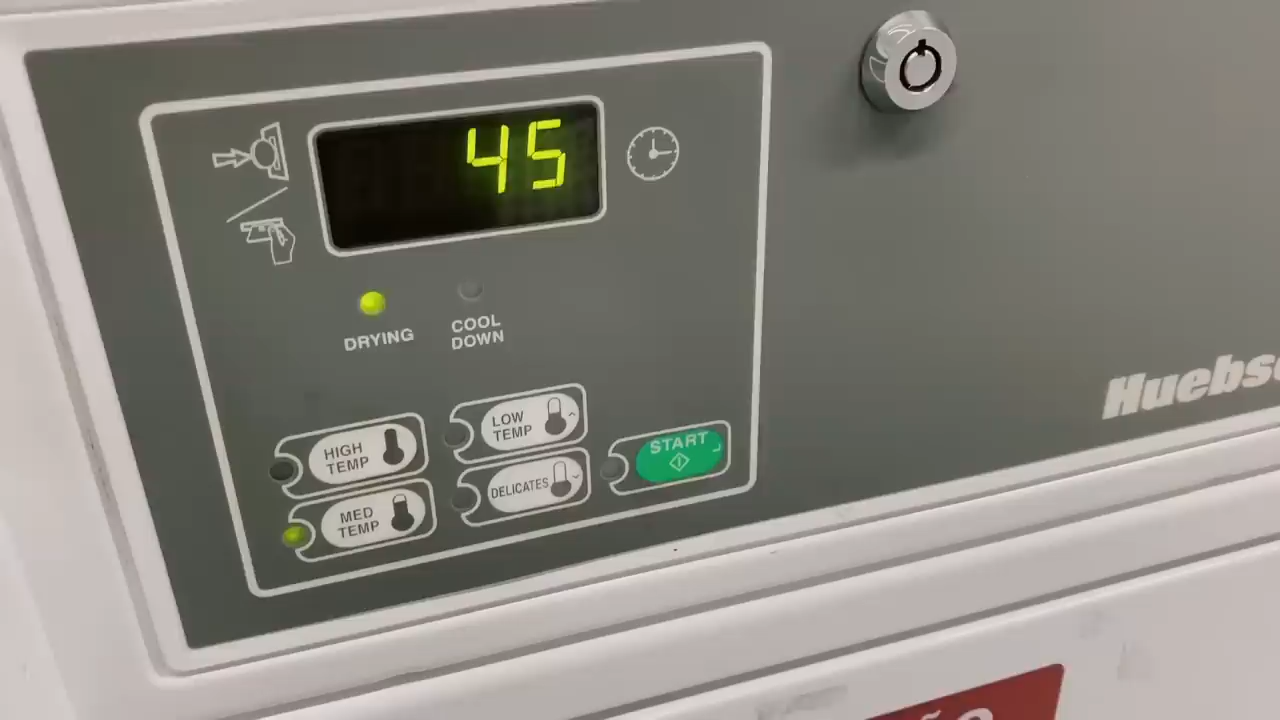 45
DRYING
COOL
DOWN
HIGH
TEMP
LOW
TEMP
MED
TEMP
DELICATES
START
Huebs